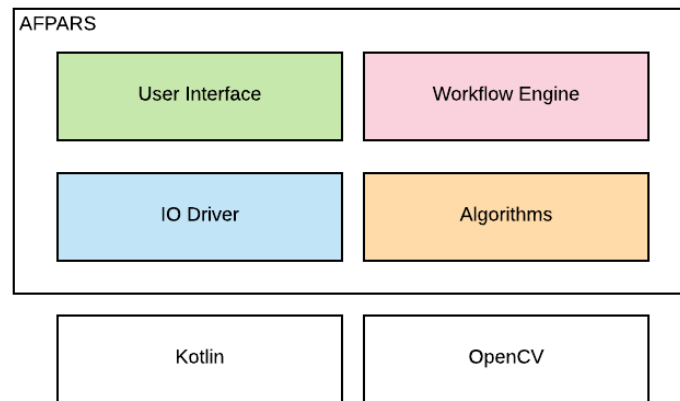 AFPARS
User Interface
Workflow Engine
IO Driver
Algorithms
Kotlin
OpenCV